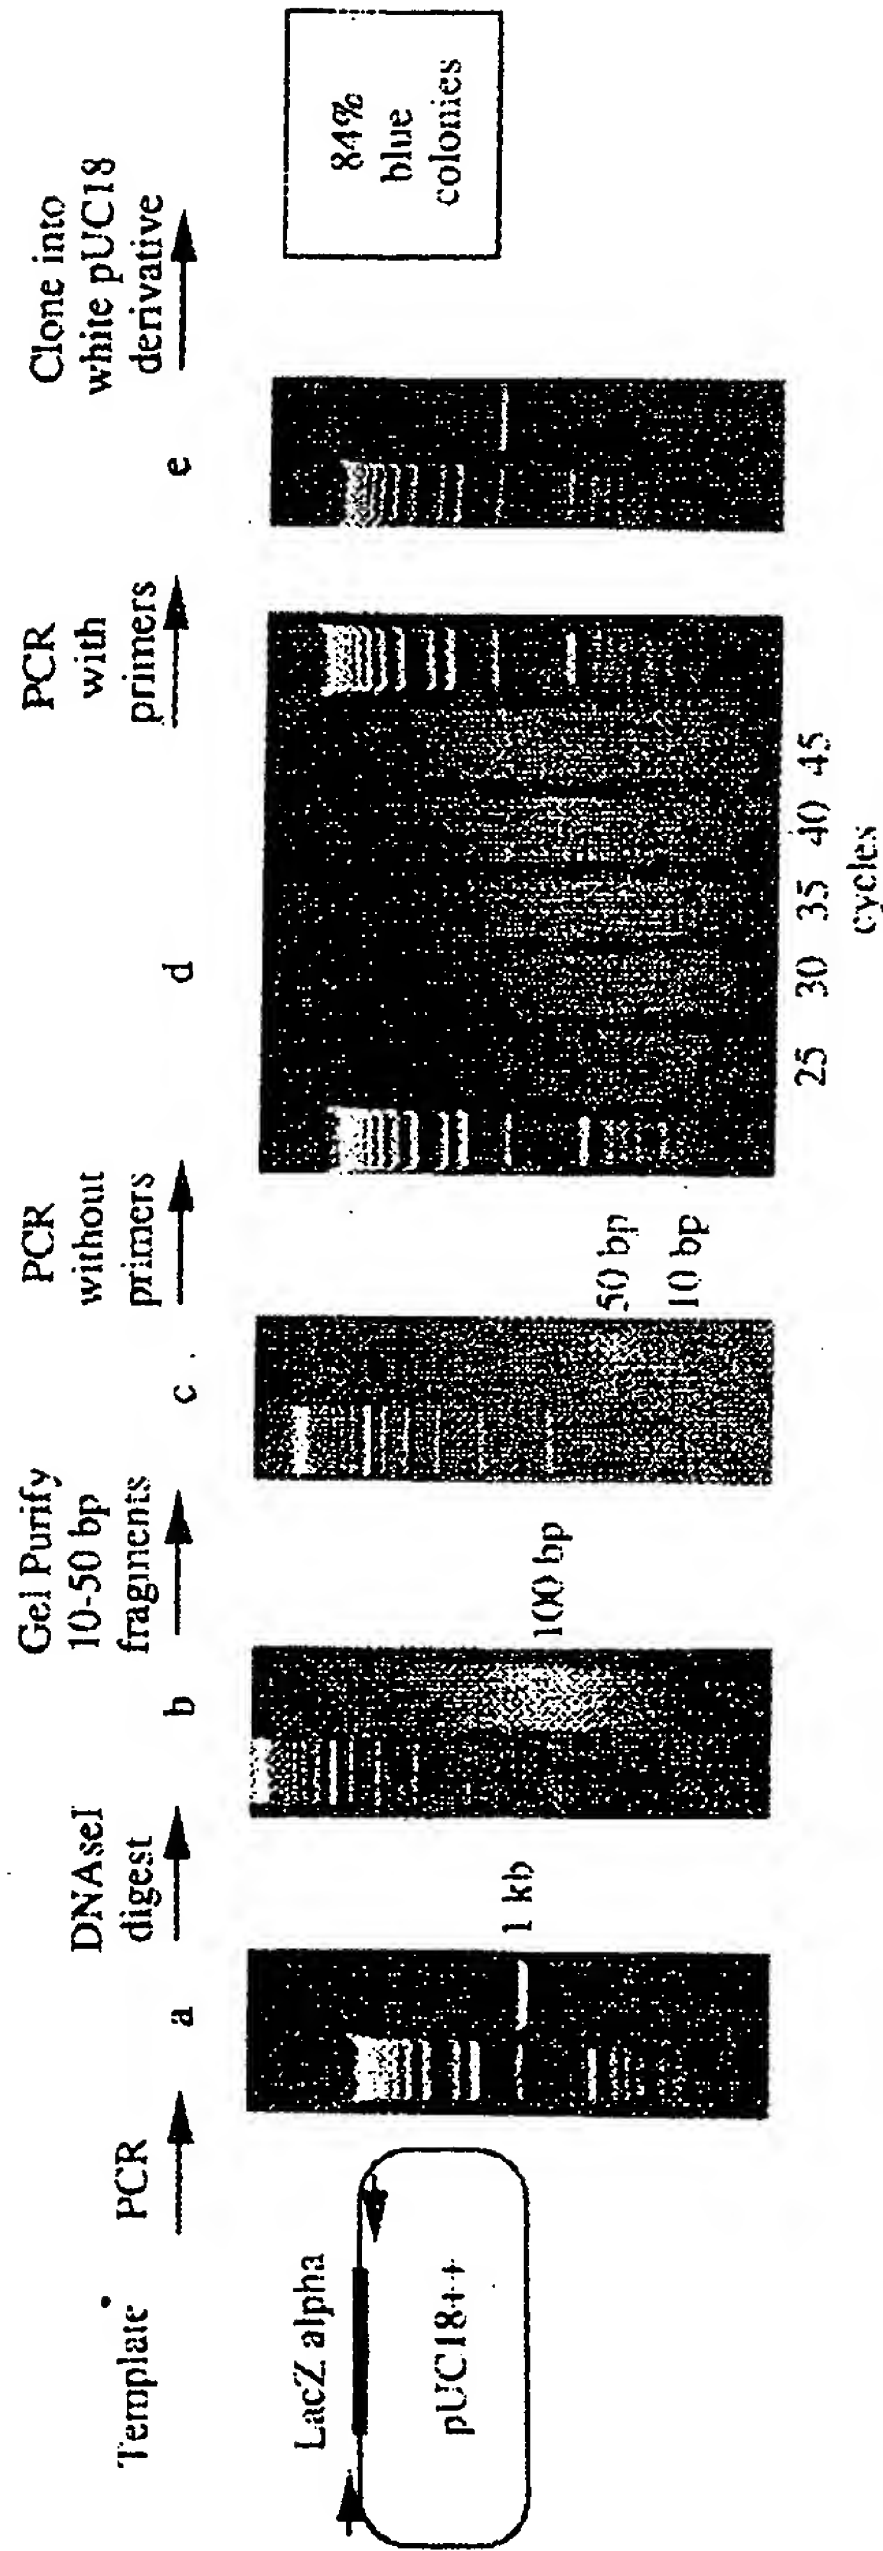 Template
PCR
DNAseI
digest
Gel Purify
10-50 bp
fragments
PCR
without
primers
PCR
with
primers
Clone into
white pUC18
derivative
a
b
c
d
e
LacZ alpha
pUC18++
1 kb
100 bp
50 bp
10 bp
25 30 35 40 45
cycles
84%
blue
colonies